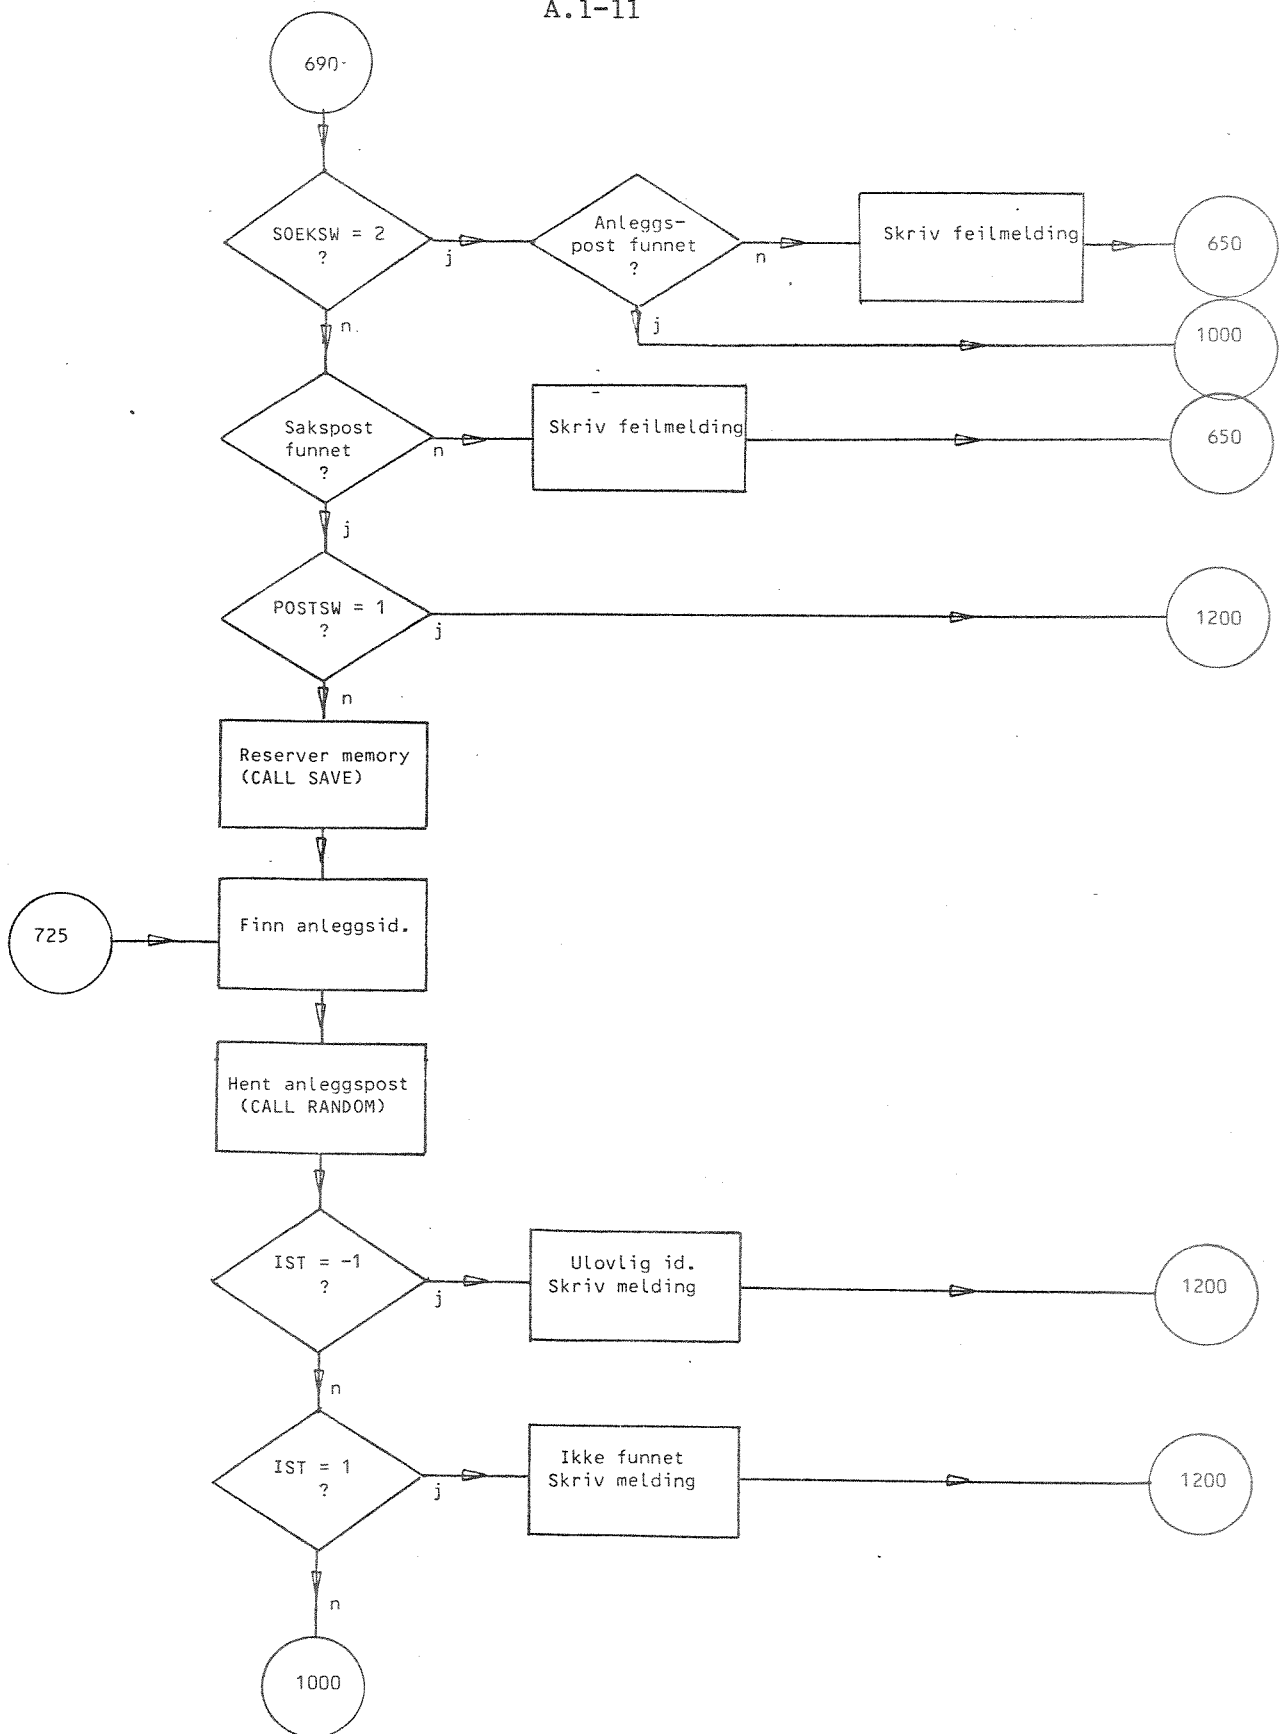 A.1-11
690
SOEKSW = 2
?
j
Anleggs-
post funnet
?
n
Skriv feilmelding
650
n
j
1000
Sakspost
funnet
?
n
Skriv feilmelding
650
j
POSTSW = 1
?
j
1200
n
Reserver memory
(CALL SAVE)
725
Finn anleggsid.
Hent anleggspost
(CALL RANDOM)
IST = -1
?
j
Ulovlig id.
Skriv melding
1200
n
IST = 1
?
j
Ikke funnet
Skriv melding
1200
n
1000